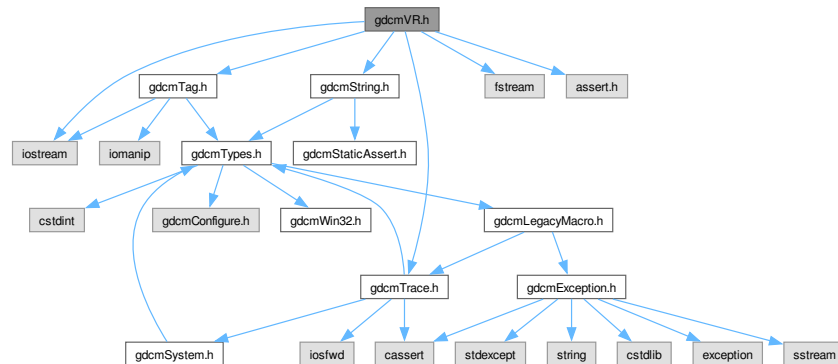 gdcmVR.h
gdcmTag.h
gdcmString.h
fstream
assert.h
iostream
iomanip
gdcmTypes.h
gdcmStaticAssert.h
cstdint
gdcmConfigure.h
gdcmWin32.h
gdcmLegacyMacro.h
gdcmTrace.h
gdcmException.h
gdcmSystem.h
iosfwd
cassert
stdexcept
string
cstdlib
exception
sstream